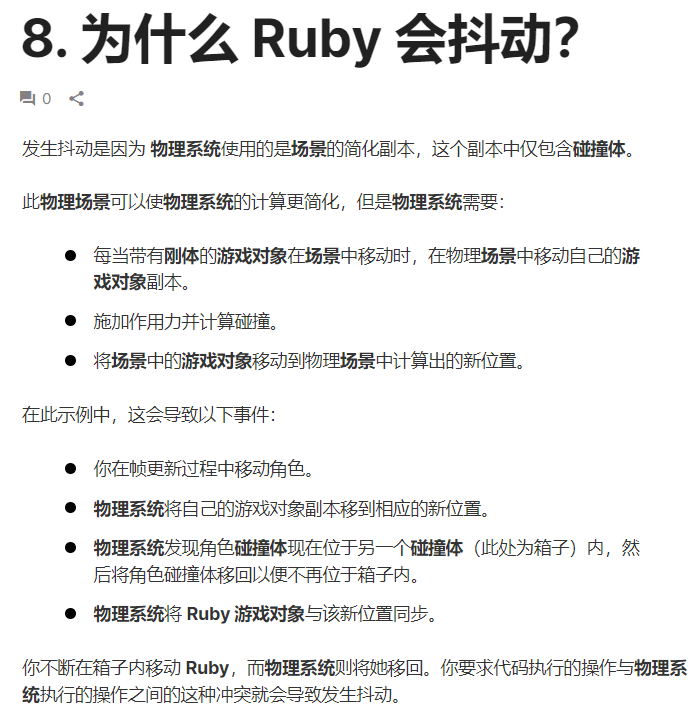 8. 为什么 Ruby 会抖动？
0
发生抖动是因为 物理系统使用的是场景的简化副本，这个副本中仅包含碰撞体。
此物理场景可以使物理系统的计算更简化，但是物理系统需要：
每当带有刚体的游戏对象在场景中移动时，在物理场景中移动自己的游
戏对象副本。
施加作用力并计算碰撞。
将场景中的游戏对象移动到物理场景中计算出的新位置。
在此示例中，这会导致以下事件：
你在帧更新过程中移动角色。
物理系统将自己的游戏对象副本移到相应的新位置。
物理系统发现角色碰撞体现在位于另一个碰撞体（此处为箱子）内，然
后将角色碰撞体移回以便不再位于箱子内。
物理系统将 Ruby 游戏对象与该新位置同步。
你不断在箱子内移动 Ruby，而物理系统则将她移回。你要求代码执行的操作与物理系
统执行的操作之间的这种冲突就会导致发生抖动。